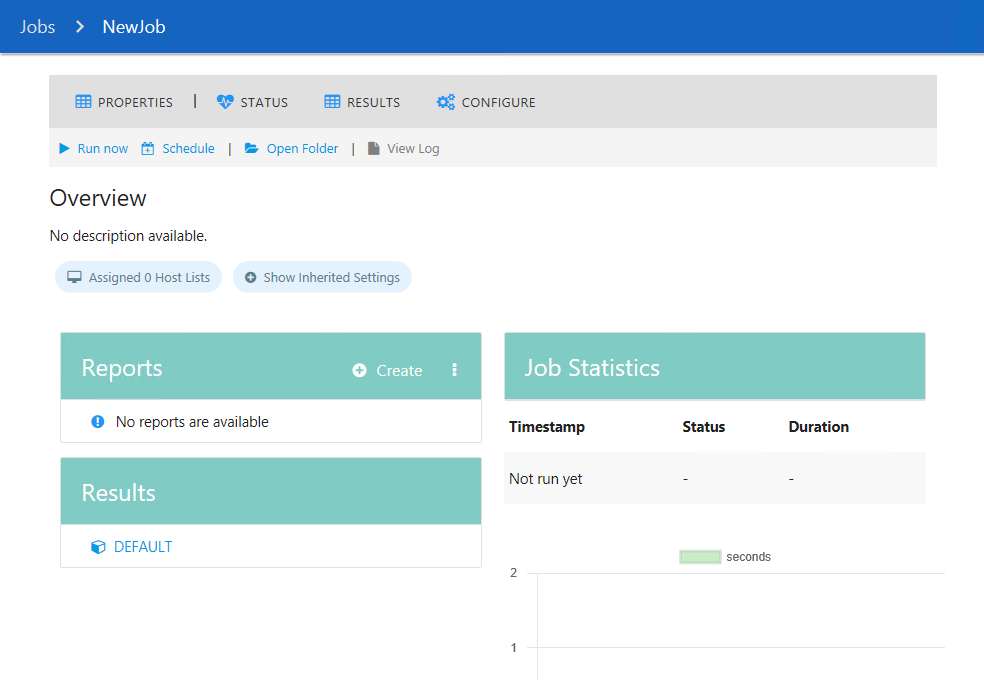 Jobs > NewJob
PROPERTIES | STATUS RESULTS CONFIGURE
Run now Schedule | Open Folder | View Log
Overview
No description available.
Assigned 0 Host Lists Show Inherited Settings
Reports Create
No reports are available
Results
DEFAULT
Job Statistics
Timestamp Status Duration
Not run yet - -
seconds
2
1